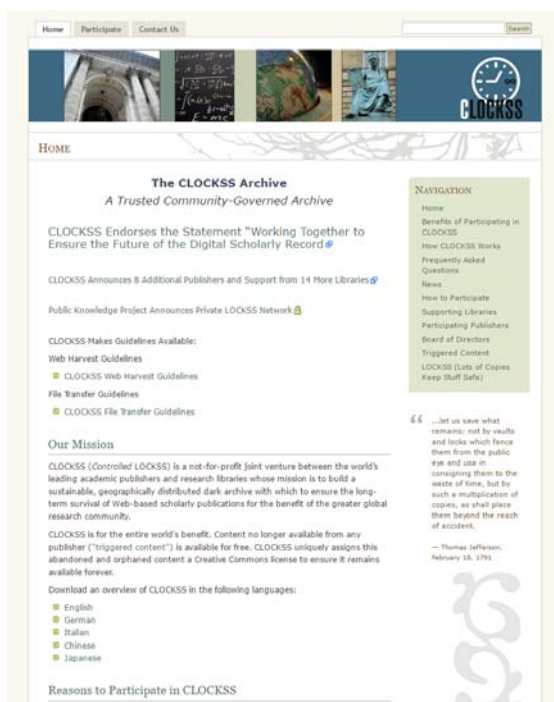 Home Participate Contact Us Search
CLOCKSS
HOME
The CLOCKSS Archive
A Trusted Community-Governed Archive
CLOCKSS Endorses the Statement "Working Together to
Ensure the Future of the Digital Scholarly Record
CLOCKSS Announces 8 Additional Publishers and Support from 14 More Libraries
Public Knowledge Project Announces Private LOCKSS Network
CLOCKSS Makes Guidelines Available:
Web Harvest Guidelines
CLOCKSS Web Harvest Guidelines
File Transfer Guidelines
CLOCKSS File Transfer Guidelines
Our Mission
CLOCKSS (Controlled LOCKSS) is a not-for-profit joint venture between the world's
leading academic publishers and research libraries whose mission is to build a
sustainable, geographically distributed dark archive with which to ensure the long-
term survival of Web-based scholarly publications for the benefit of the greater global
research community.
CLOCKSS is for the entire world's benefit. Content no longer available from any
publisher ("triggered content") is available for free. CLOCKSS uniquely assigns this
abandoned and orphaned content a Creative Commons license to ensure it remains
available forever.
Download an overview of CLOCKSS in the following languages:
English
German
Italian
Chinese
Japanese
Reasons to Participate in CLOCKSS
NAVIGATION
Home
Benefits of Participating in
CLOCKSS
How CLOCKSS Works
Frequently Asked
Questions
News
How to Participate
Supporting Libraries
Participating Publishers
Board of Directors
Triggered Content
LOCKSS (Lots of Copies
Keep Stuff Safe)
“ ...let us save what
remains: not by vaults
and locks which fence
them from the public
eye and use in
consigning them to the
waste of time, but by
such a multiplication of
copies, as shall place
them beyond the reach
of accident.
— Thomas Jefferson,
February 18, 1791